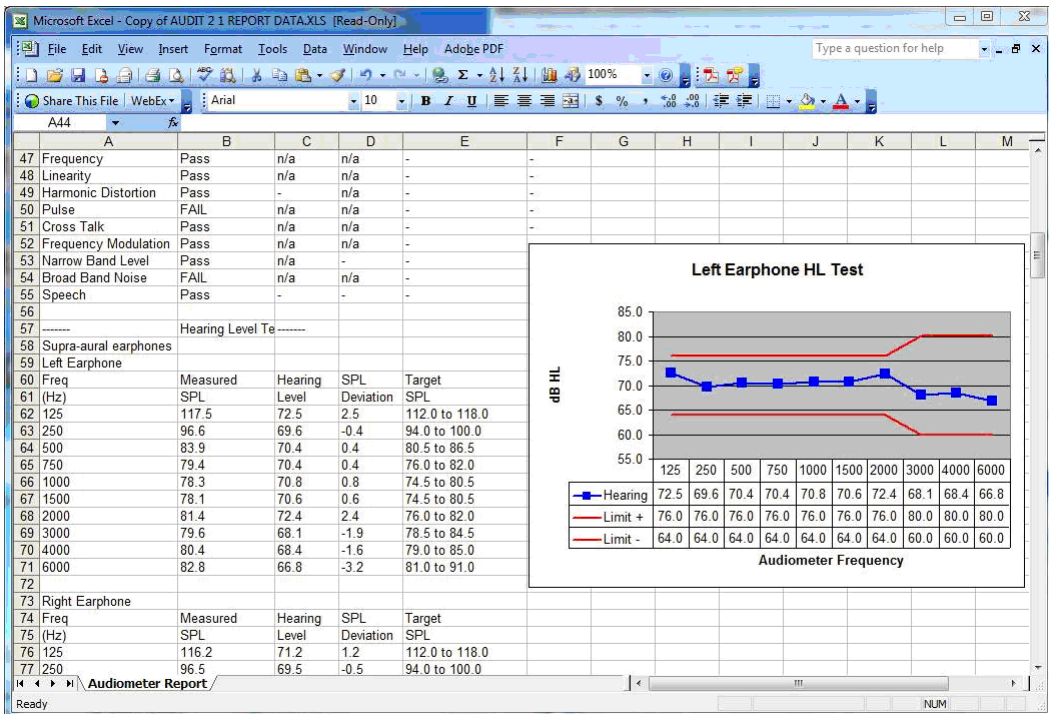 Microsoft Excel - Copy of AUDIT 2 1 REPORT DATA.XLS [Read-Only]
File Edit View Insert Format Tools Data Window Help Adobe PDF
Type a question for help
100%
Share This File WebEx Arial 10 B I U $ % ,
A44 fx
A B C D E F G H I J K L M
47 Frequency Pass n/a n/a - -
48 Linearity Pass n/a n/a - -
49 Harmonic Distortion Pass - n/a - -
50 Pulse FAIL n/a n/a - -
51 Cross Talk Pass n/a n/a - -
52 Frequency Modulation Pass n/a n/a -
53 Narrow Band Level Pass n/a - -
54 Broad Band Noise FAIL n/a n/a -
55 Speech Pass - - -
56
57 ------- Hearing Level Te -------
58 Supra-aural earphones
59 Left Earphone
60 Freq Measured Hearing SPL Target
61 (Hz) SPL Level Deviation SPL
62 125 117.5 72.5 2.5 112.0 to 118.0
63 250 96.6 69.6 -0.4 94.0 to 100.0
64 500 83.9 70.4 0.4 80.5 to 86.5
65 750 79.4 70.4 0.4 76.0 to 82.0
66 1000 78.3 70.8 0.8 74.5 to 80.5
67 1500 78.1 70.6 0.6 74.5 to 80.5
68 2000 81.4 72.4 2.4 76.0 to 82.0
69 3000 79.6 68.1 -1.9 78.5 to 84.5
70 4000 80.4 68.4 -1.6 79.0 to 85.0
71 6000 82.8 66.8 -3.2 81.0 to 91.0
72
73 Right Earphone
74 Freq Measured Hearing SPL Target
75 (Hz) SPL Level Deviation SPL
76 125 116.2 71.2 1.2 112.0 to 118.0
77 250 96.5 69.5 -0.5 94.0 to 100.0
Left Earphone HL Test
dB HL
85.0
80.0
75.0
70.0
65.0
60.0
55.0
125 250 500 750 1000 1500 2000 3000 4000 6000
Hearing 72.5 69.6 70.4 70.4 70.8 70.6 72.4 68.1 68.4 66.8
Limit + 76.0 76.0 76.0 76.0 76.0 76.0 76.0 80.0 80.0 80.0
Limit - 64.0 64.0 64.0 64.0 64.0 64.0 64.0 60.0 60.0 60.0
Audiometer Frequency
Audiometer Report
Ready
NUM